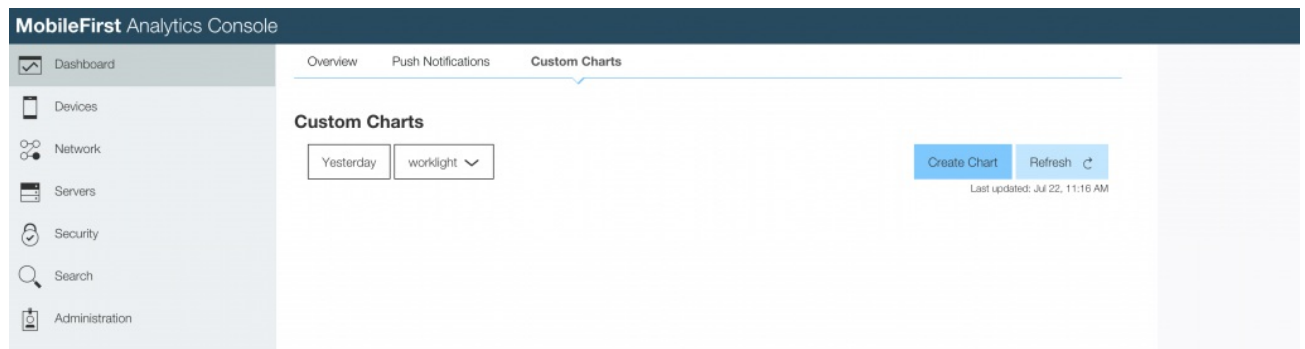 MobileFirst Analytics Console
Dashboard
Devices
Network
Servers
Security
Search
Administration
Overview Push Notifications Custom Charts
Custom Charts
Yesterday worklight
Create Chart Refresh
Last updated: Jul 22, 11:16 AM